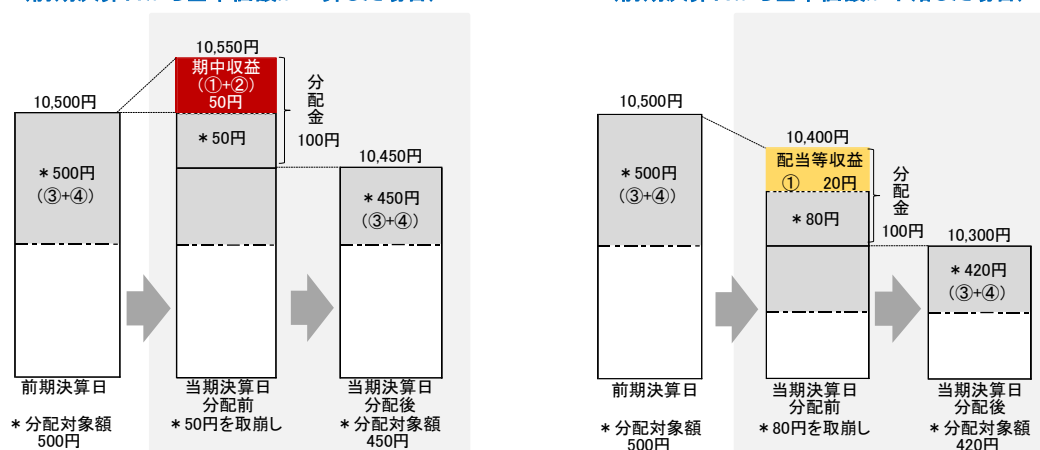 10,550円
期中収益
(①+②)
50円
分配金
10,500円
*50円
100円
10,450円
*500円
(③+④)
*450円
(③+④)
前期決算日
当期決算日
分配前
当期決算日
分配後
*分配対象額
500円
*50円を取崩し
*分配対象額
450円
10,500円
10,400円
配当等収益
① 20円
分配金
*500円
(③+④)
*80円
100円
10,300円
*420円
(③+④)
前期決算日
当期決算日
分配前
当期決算日
分配後
*分配対象額
500円
*80円を取崩し
*分配対象額
420円